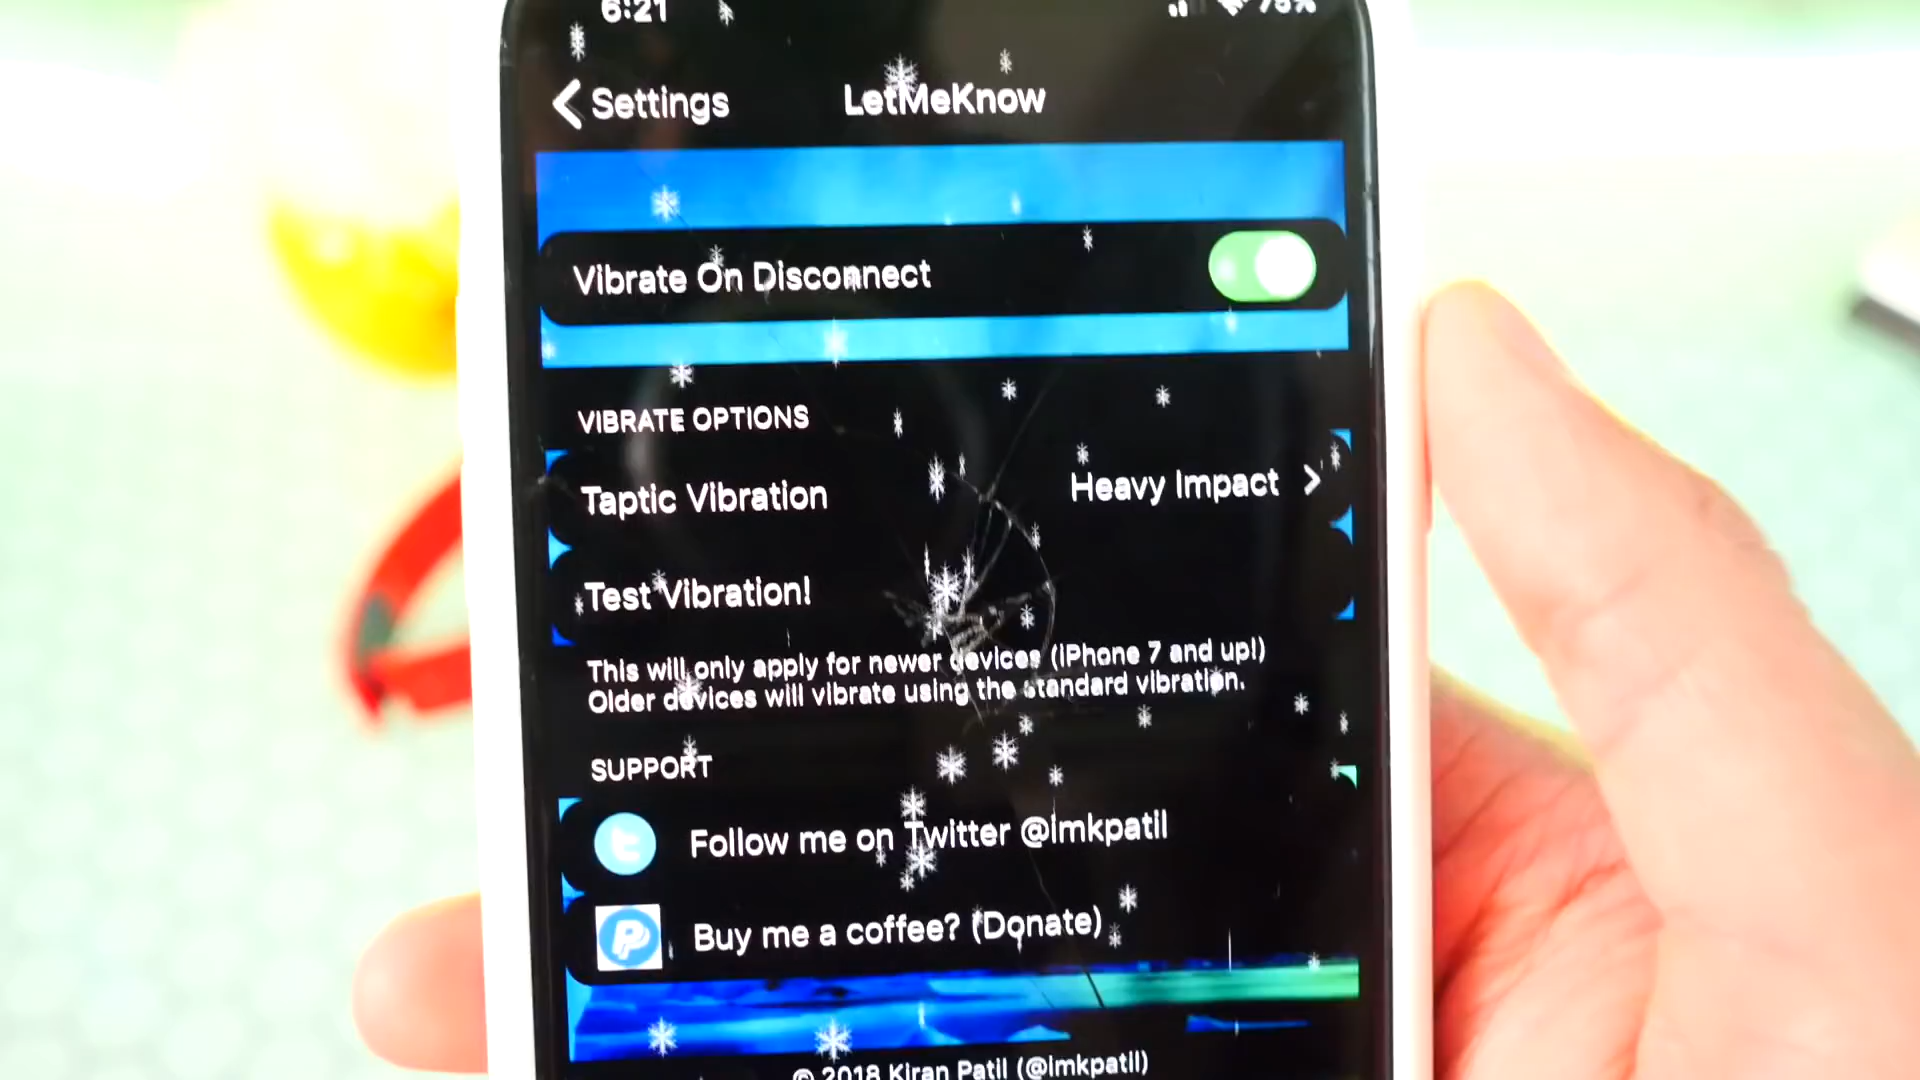 6:21 75%
Settings LetMeKnow
Vibrate On Disconnect
VIBRATE OPTIONS
Taptic Vibration Heavy Impact
Test Vibration!
This will only apply for newer devices (iPhone 7 and up!)
Older devices will vibrate using the standard vibration.
SUPPORT
Follow me on Twitter @imkpatil
Buy me a coffee? (Donate)
© 2018 Kiran Patil (@imkpatil)